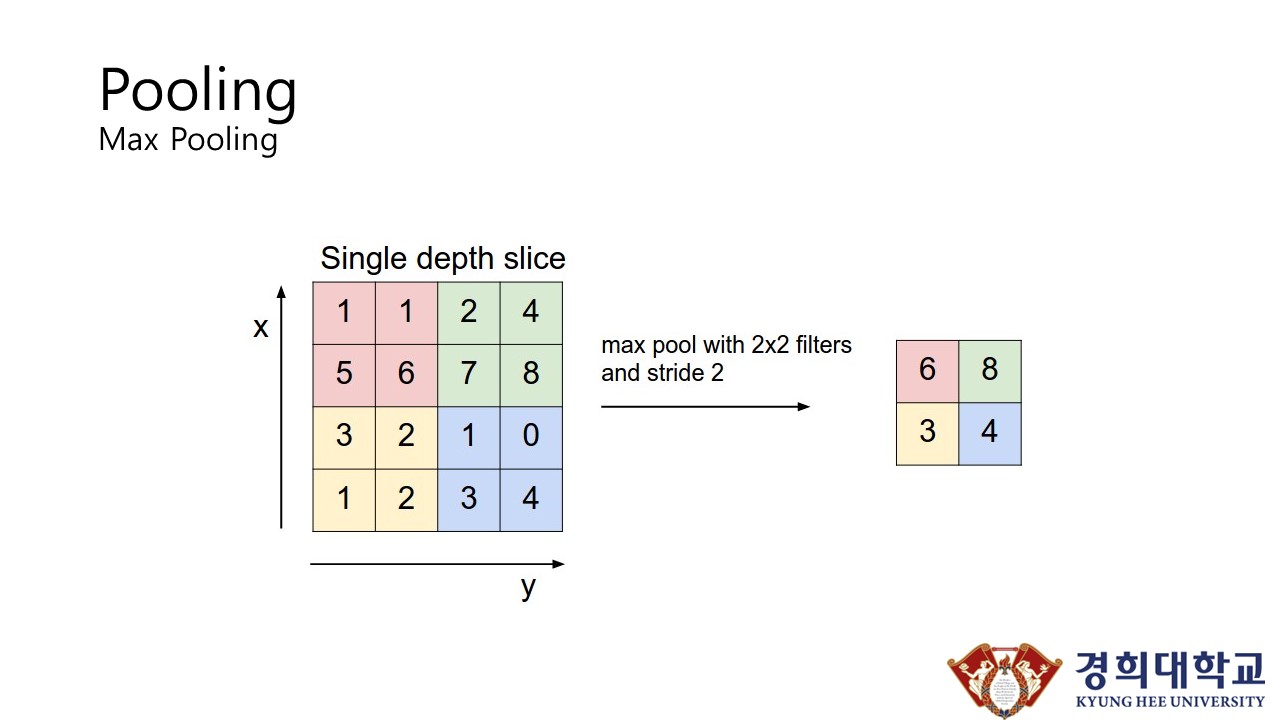 Pooling
Max Pooling
Single depth slice
x
1 1 2 4
5 6 7 8
3 2 1 0
1 2 3 4
y
max pool with 2x2 filters
and stride 2
6 8
3 4
경희대학교
KYUNG HEE UNIVERSITY